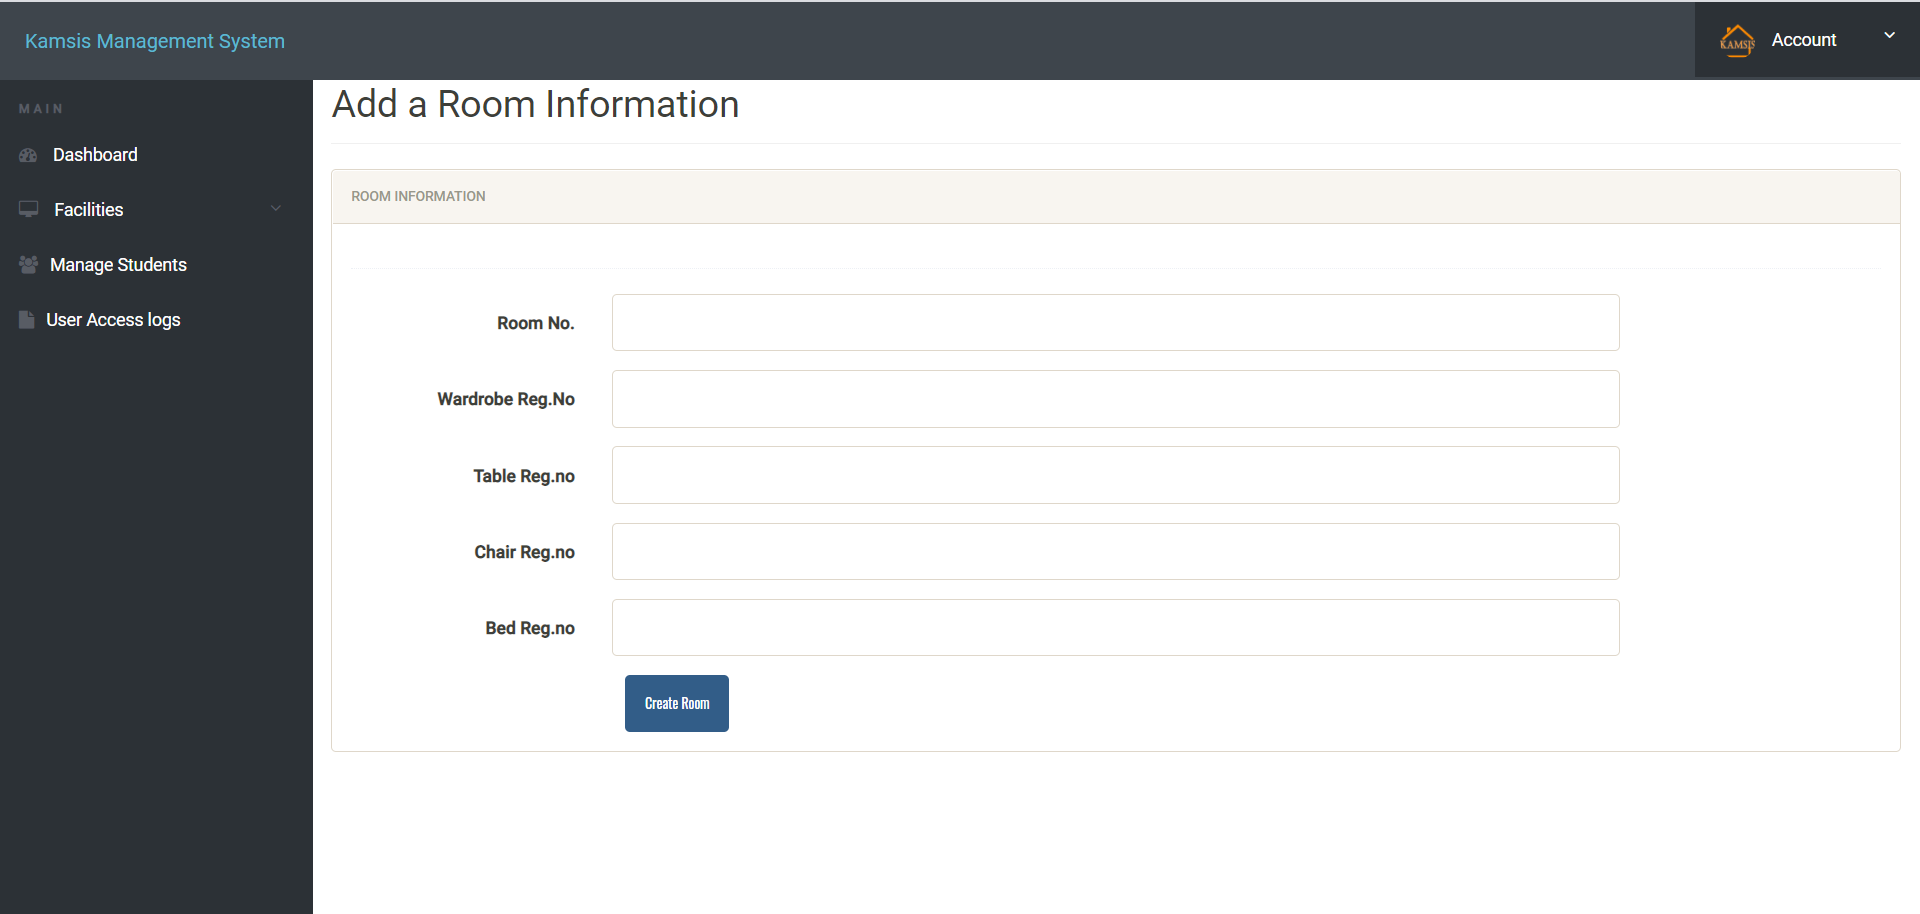 Kamsis Management System
KAMSIS
Account
MAIN
Dashboard
Facilities
Manage Students
User Access logs
Add a Room Information
ROOM INFORMATION
Room No.
Wardrobe Reg.No
Table Reg.no
Chair Reg.no
Bed Reg.no
Create Room